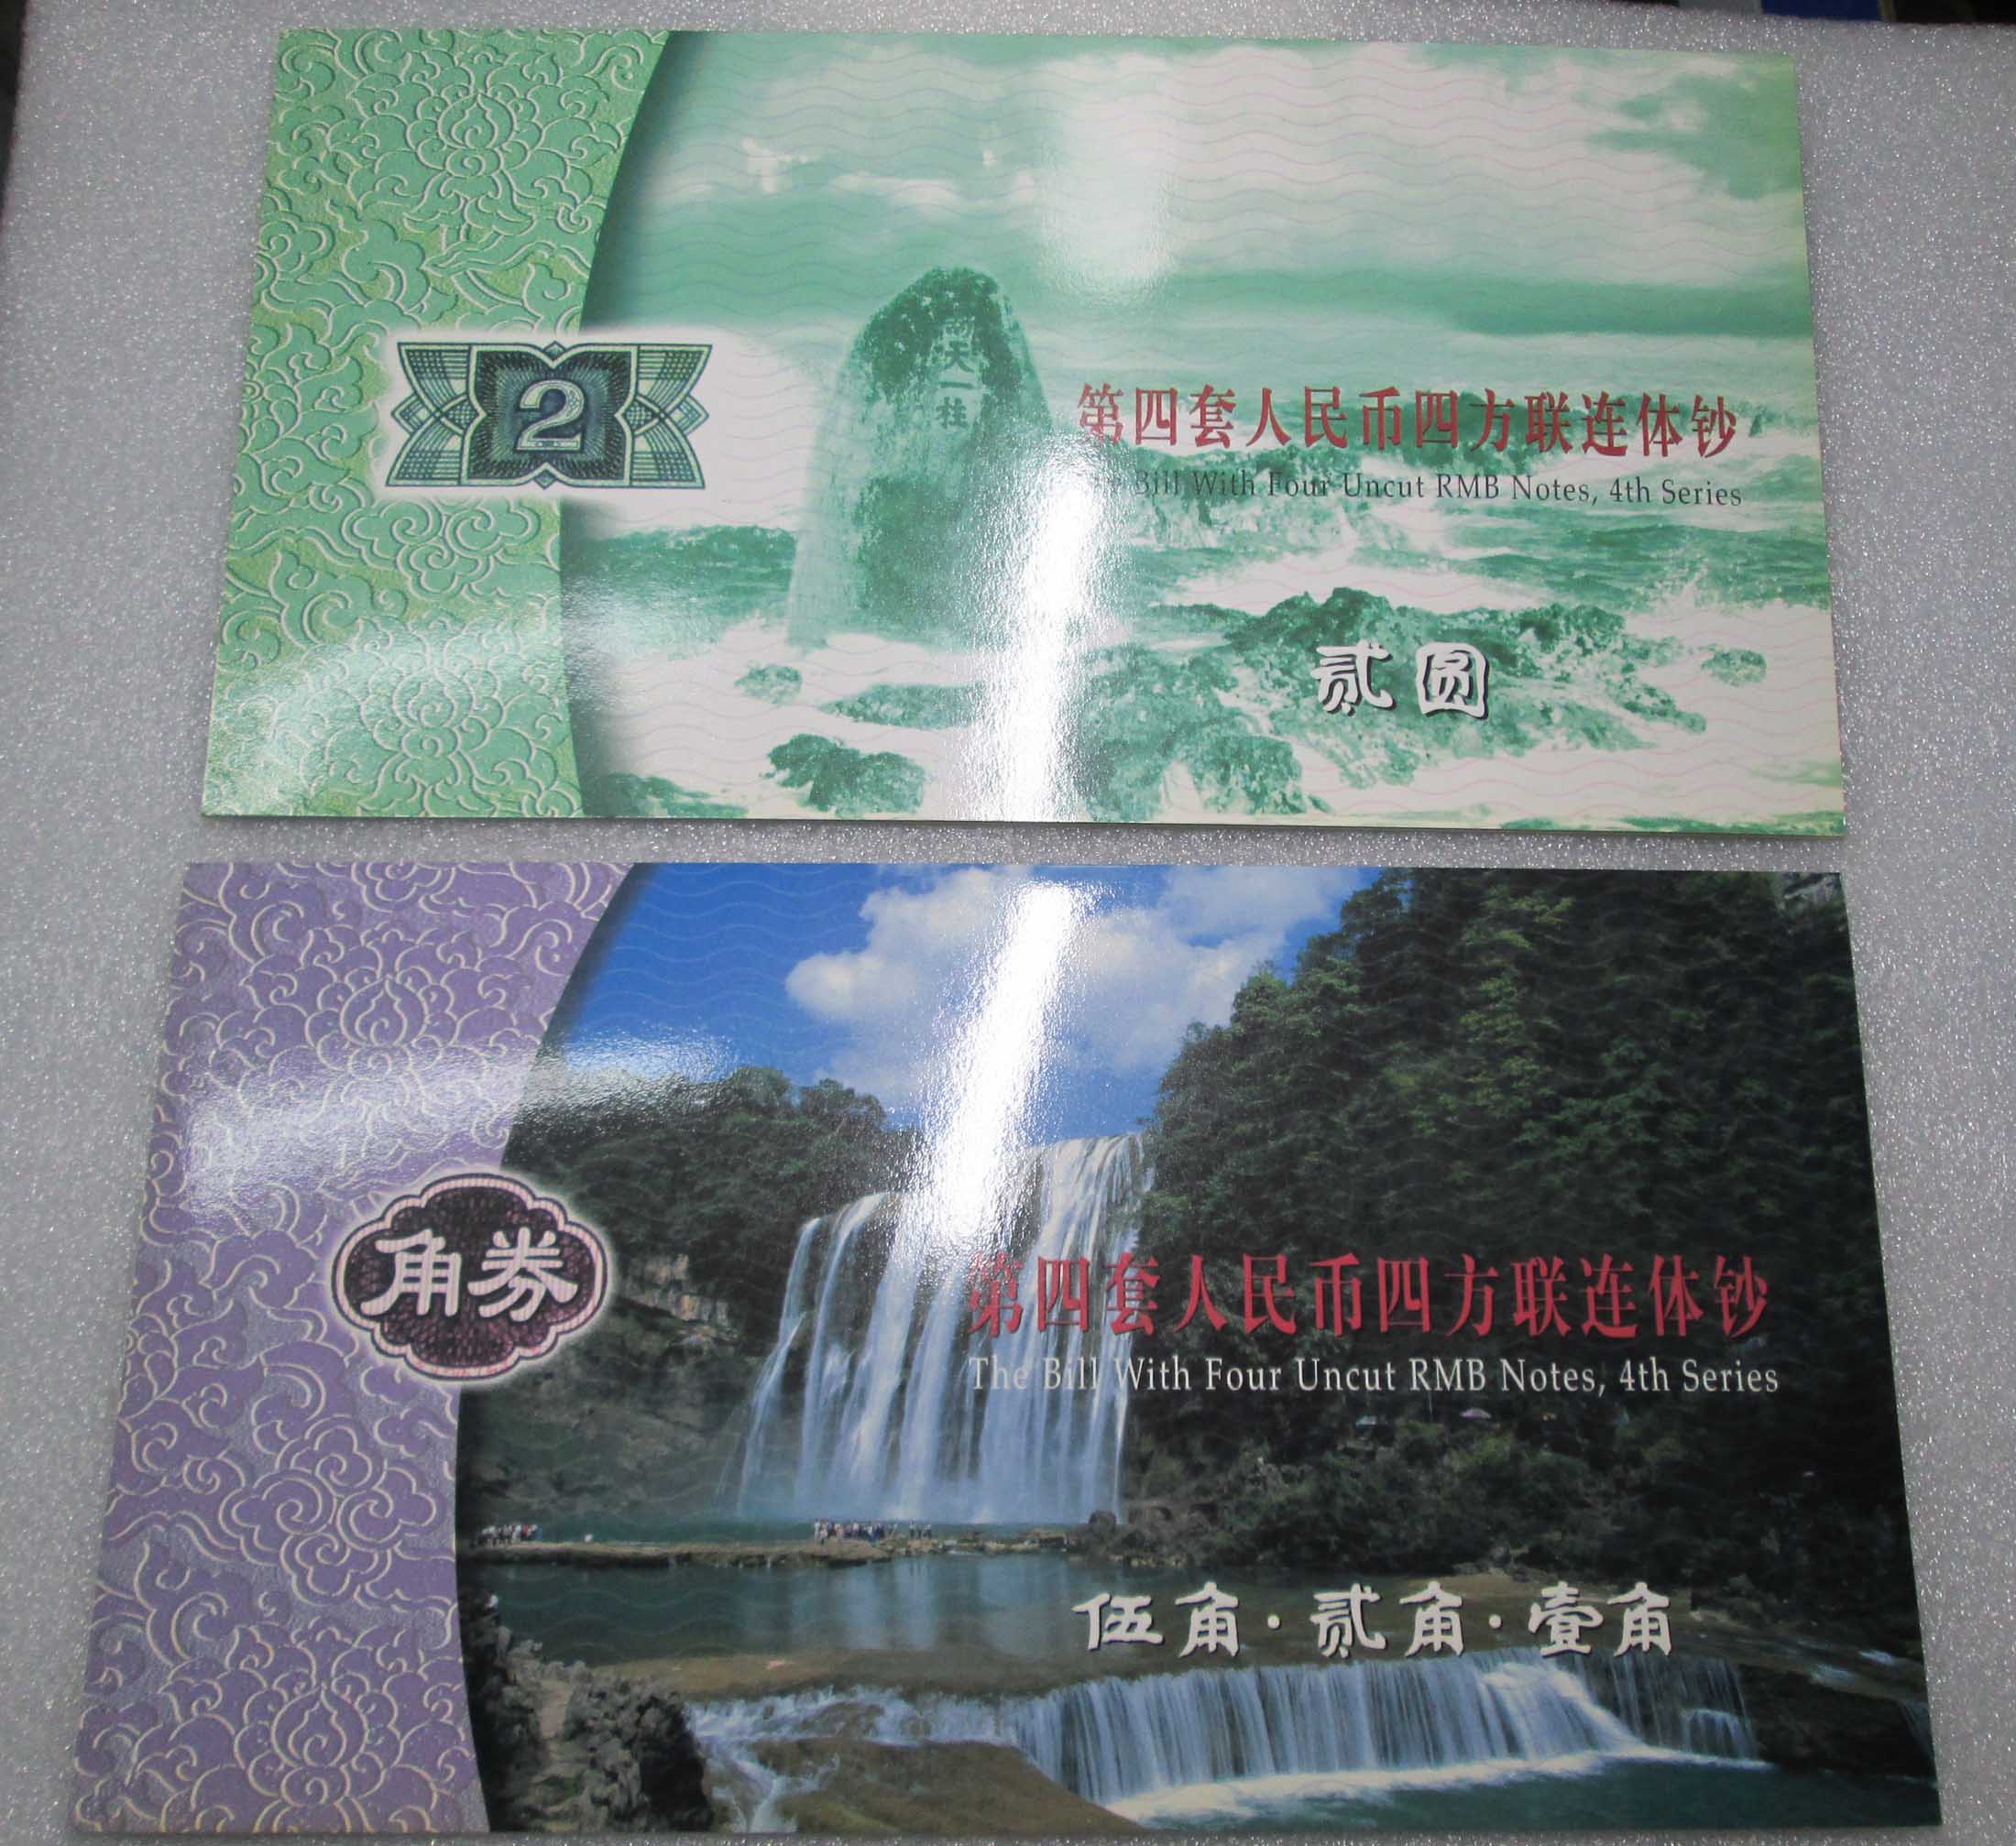 2
南天一柱
第四套人民币四方联连体钞
The Bill With Four Uncut RMB Notes, 4th Series
贰圆
角券
第四套人民币四方联连体钞
The Bill With Four Uncut RMB Notes, 4th Series
伍角·贰角·壹角